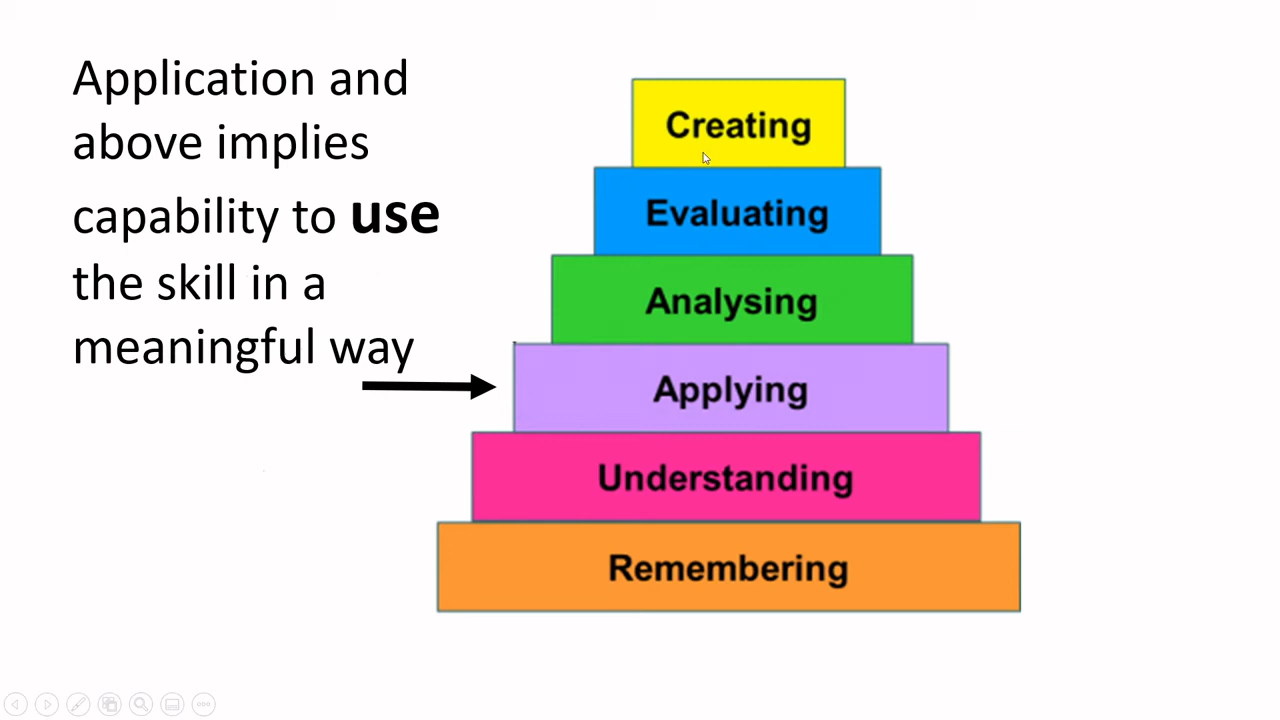 Application and
above implies
capability to use
the skill in a
meaningful way
Creating
Evaluating
Analysing
Applying
Understanding
Remembering